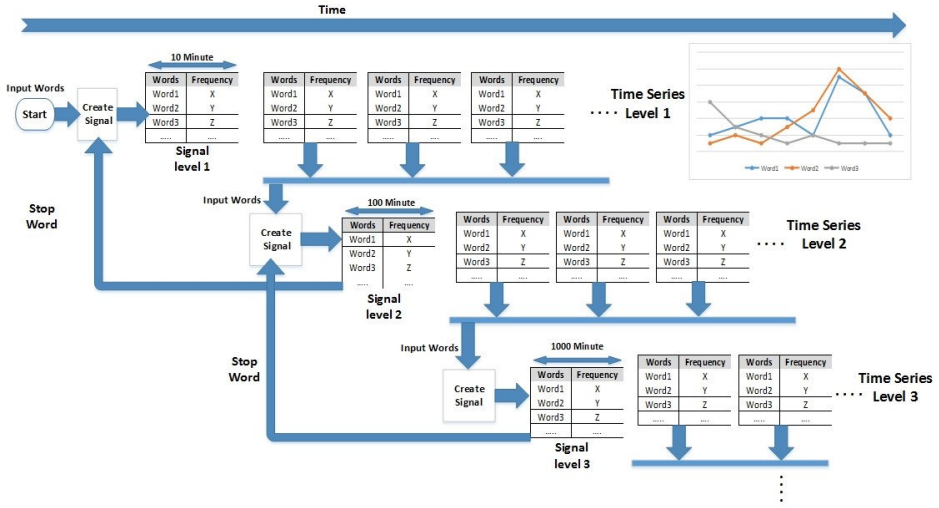 Time
10 Minute
Input Words
Start
Create
Signal
Words Frequency
Word1 X
Word2 Y
Word3 Z
..... ....
Signal
level 1
Words Frequency
Word1 X
Word2 Y
Word3 Z
..... ....
Words Frequency
Word1 X
Word2 Y
Word3 Z
..... ....
Words Frequency
Word1 X
Word2 Y
Word3 Z
..... ....
.... Time Series
Level 1
Word1 Word2 Word3
Stop
Word
Input Words
Create
Signal
100 Minute
Words Frequency
Word1 X
Word2 Y
Word3 Z
..... ....
Signal
level 2
Words Frequency
Word1 X
Word2 Y
Word3 Z
..... ....
Words Frequency
Word1 X
Word2 Y
Word3 Z
..... ....
Words Frequency
Word1 X
Word2 Y
Word3 Z
..... ....
.... Time Series
Level 2
Stop
Word
Input Words
Create
Signal
1000 Minute
Words Frequency
Word1 X
Word2 Y
Word3 Z
..... ....
Signal
level 3
Words Frequency
Word1 X
Word2 Y
Word3 Z
..... ....
Words Frequency
Word1 X
Word2 Y
Word3 Z
..... ....
.... Time Series
Level 3